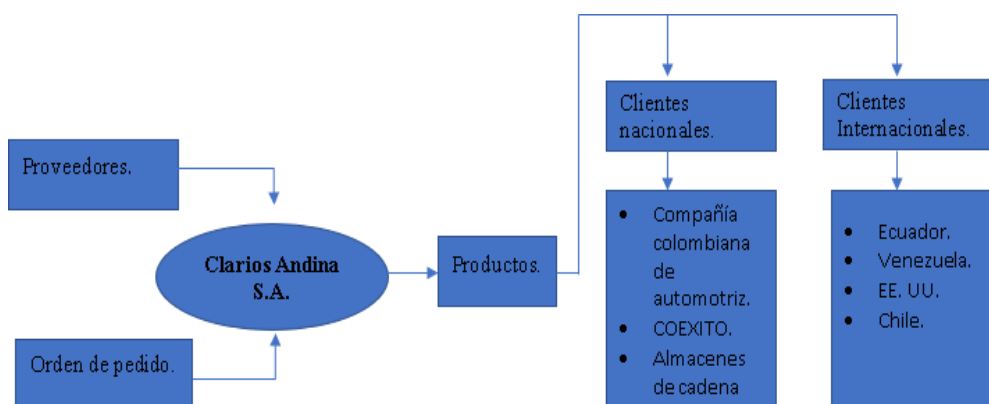 Proveedores.
Orden de pedido.
Clarios Andina
S.A.
Productos.
Clientes
nacionales.
• Compañía
colombiana
de
automotriz.
• COEXITO.
• Almacenes
de cadena
Clientes
Internacionales.
• Ecuador.
• Venezuela.
• EE. UU.
• Chile.